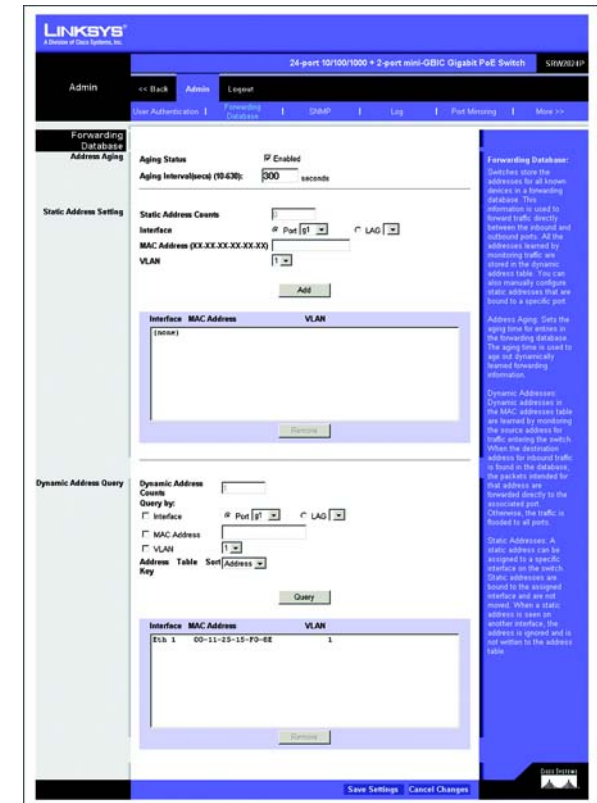 LINKSYS®
A Division of Cisco Systems, Inc.
24-port 10/100/1000 + 2-port mini-GBIC Gigabit PoE Switch SRW2024P
Admin
<< Back Admin Logout
User Authentication Forwarding Database SNMP Log Port Mirroring More >>
Forwarding Database
Address Aging
Aging Status Enabled
Aging Interval(secs) (10-630): 300 seconds
Static Address Setting
Static Address Counts
Interface Port g1 LAG
MAC Address (XX-XX-XX-XX-XX-XX)
VLAN 1
Add
Interface MAC Address VLAN
(none)
Remove
Dynamic Address Query
Dynamic Address Counts
Query by:
Interface Port g1 LAG
MAC Address
VLAN 1
Address Table Sort Key Address
Query
Interface MAC Address VLAN
Eth 1 00-11-25-15-F0-6E 1
Remove
Forwarding Database:
Switches store the
addresses for all known
devices in a forwarding
database. This
information is used to
forward traffic directly
between the inbound and
outbound ports. All the
addresses learned by
monitoring traffic are
stored in the dynamic
address table. You can
also manually configure
static addresses that are
bound to a specific port.
Address Aging: Sets the
aging time for entries in
the forwarding database.
The aging time is used to
age out dynamically
learned forwarding
information.
Dynamic Addresses:
Dynamic addresses in
the MAC addresses table
are learned by monitoring
the source address for
traffic entering the switch.
When the destination
address for inbound traffic
is found in the database,
the packets intended for
that address are
forwarded directly to the
associated port.
Otherwise, the traffic is
flooded to all ports.
Static Addresses: A
static address can be
assigned to a specific
interface on the switch.
Static addresses are
bound to the assigned
interface and are not
moved. When a static
address is seen on
another interface, the
address is ignored and is
not written to the address
table.
Save Settings Cancel Changes
CISCO SYSTEMS